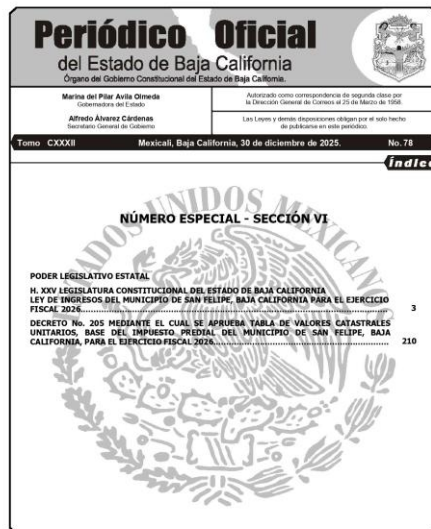 Periódico Oficial
del Estado de Baja California
Órgano del Gobierno Constitucional del Estado de Baja California.
Marina del Pilar Avila Olmeda
Gobernadora del Estado
Alfredo Álvarez Cárdenas
Secretario General de Gobierno
Autorizado como correspondencia de segunda clase por
la Dirección General de Correos el 25 de Marzo de 1958.
Las Leyes y demás disposiciones obligan por el solo hecho
de publicarse en este periódico.
Tomo CXXXII Mexicali, Baja California, 30 de diciembre de 2025. No. 78
Índice
ESTADOS UNIDOS MEXICANOS
NÚMERO ESPECIAL - SECCIÓN VI
PODER LEGISLATIVO ESTATAL
H. XXV LEGISLATURA CONSTITUCIONAL DEL ESTADO DE BAJA CALIFORNIA
LEY DE INGRESOS DEL MUNICIPIO DE SAN FELIPE, BAJA CALIFORNIA PARA EL EJERCICIO
FISCAL 2026........................................................................................................ 3
DECRETO No. 205 MEDIANTE EL CUAL SE APRUEBA TABLA DE VALORES CATASTRALES
UNITARIOS, BASE DEL IMPUESTO PREDIAL DEL MUNICIPIO DE SAN FELIPE, BAJA
CALIFORNIA, PARA EL EJERCICIO FISCAL 2026...................................................... 210